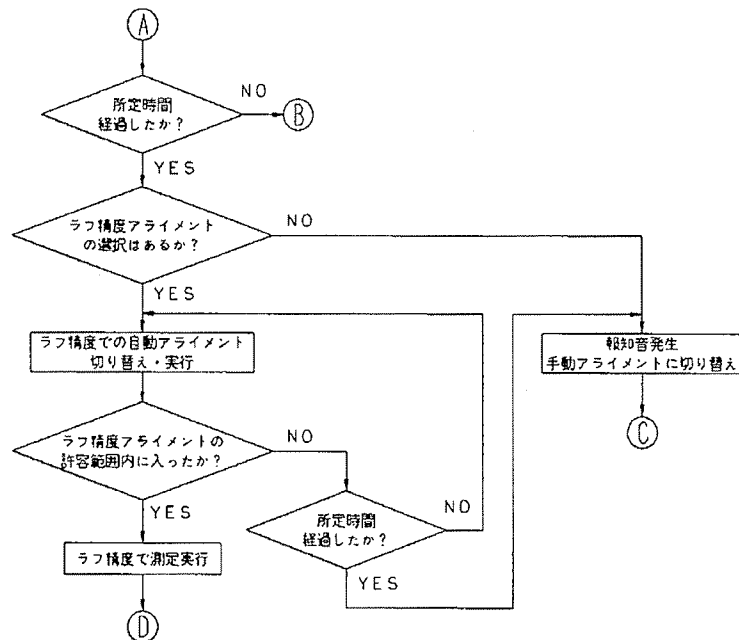 A
所定時間
経過したか?
NO
B
YES
ラフ精度アライメント
の選択はあるか?
NO
YES
ラフ精度での自動アライメント
切り替え・実行
報知音発生
手動アライメントに切り替え
C
ラフ精度アライメントの
許容範囲内に入ったか?
NO
YES
所定時間
経過したか?
NO
YES
ラフ精度で測定実行
D